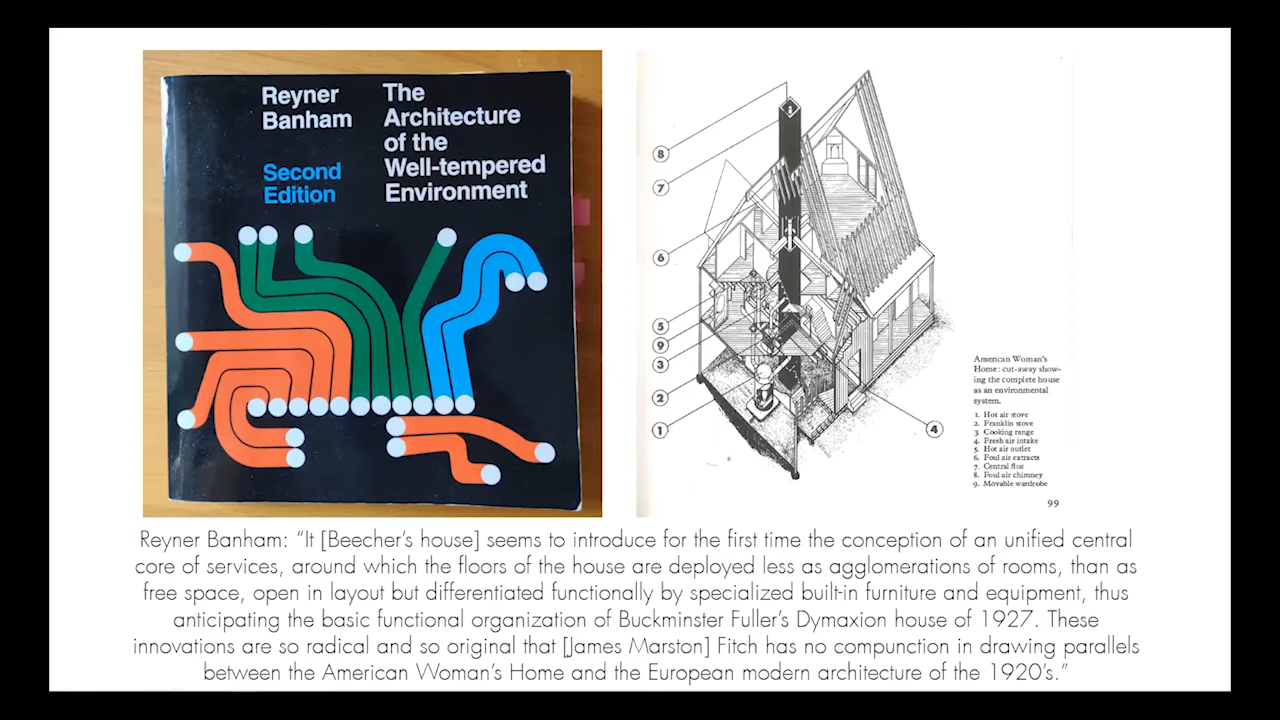 Reyner
Banham
Second
Edition
The
Architecture
of the
Well-tempered
Environment
8
7
6
5
9
3
2
1
4
American Woman's
Home: cut-away show-
ing the complete house
as an environmental
system.
1. Hot air stove
2. Franklin stove
3. Cooking range
4. Fresh air intake
5. Hot air outlet
6. Foul air extracts
7. Central flue
8. Foul air chimney
9. Movable wardrobe
99
Reyner Banham: “It [Beecher’s house] seems to introduce for the first time the conception of an unified central
core of services, around which the floors of the house are deployed less as agglomerations of rooms, than as
free space, open in layout but differentiated functionally by specialized built-in furniture and equipment, thus
anticipating the basic functional organization of Buckminster Fuller’s Dymaxion house of 1927. These
innovations are so radical and so original that [James Marston] Fitch has no compunction in drawing parallels
between the American Woman’s Home and the European modern architecture of the 1920’s.”